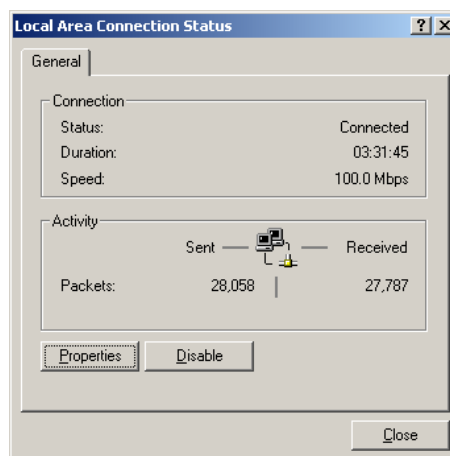 Local Area Connection Status
General
Connection
Status: Connected
Duration: 03:31:45
Speed: 100.0 Mbps
Activity
Sent Received
Packets: 28,058 27,787
Properties Disable
Close